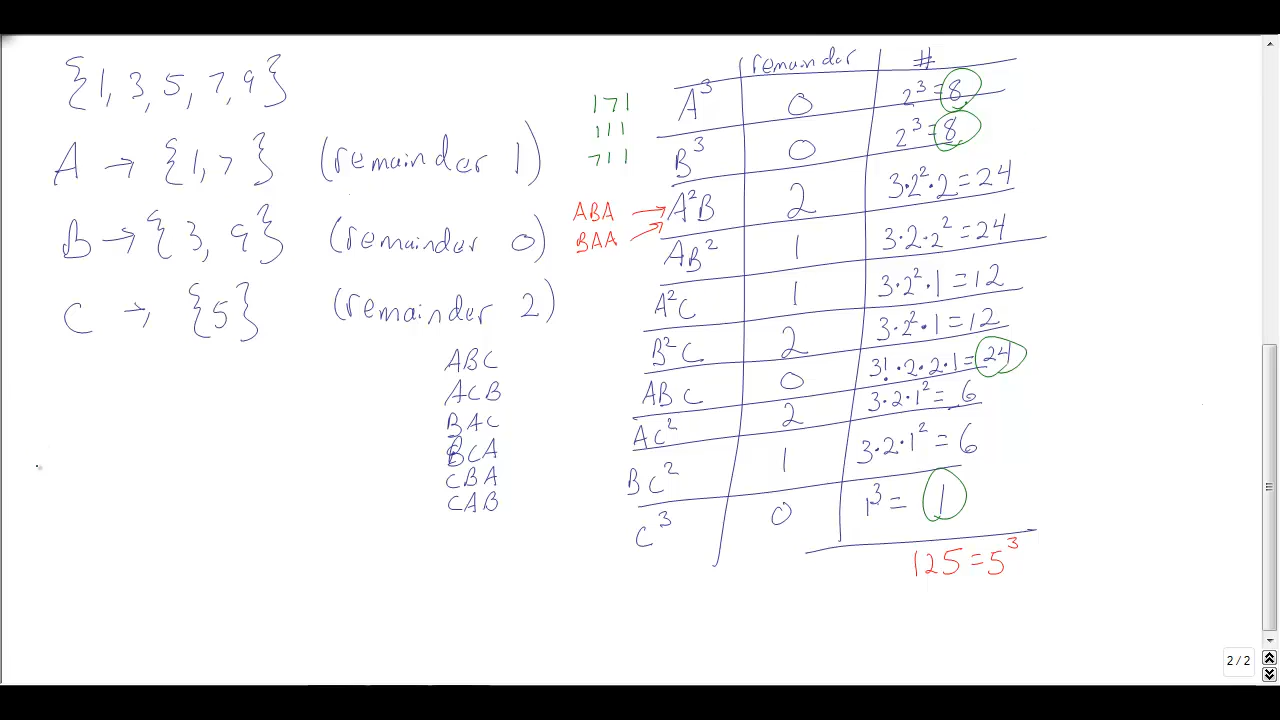 {1, 3, 5, 7, 9}
A → {1, 7} (remainder 1)
B → {3, 9} (remainder 0)
C → {5} (remainder 2)
ABC
ACB
BAC
BCA
CBA
CAB
171
111
711
ABA →
BAA →
remainder #
A³ 0 2³ = 8
B³ 0 2³ = 8
A²B 2 3·2²·2 = 24
AB² 1 3·2·2² = 24
A²C 1 3·2²·1 = 12
B²C 2 3·2²·1 = 12
ABC 0 3!·2·2·1 = 24
AC² 2 3·2·1² = 6
BC² 1 3·2·1² = 6
C³ 0 1³ = 1
125 = 5³
2 / 2